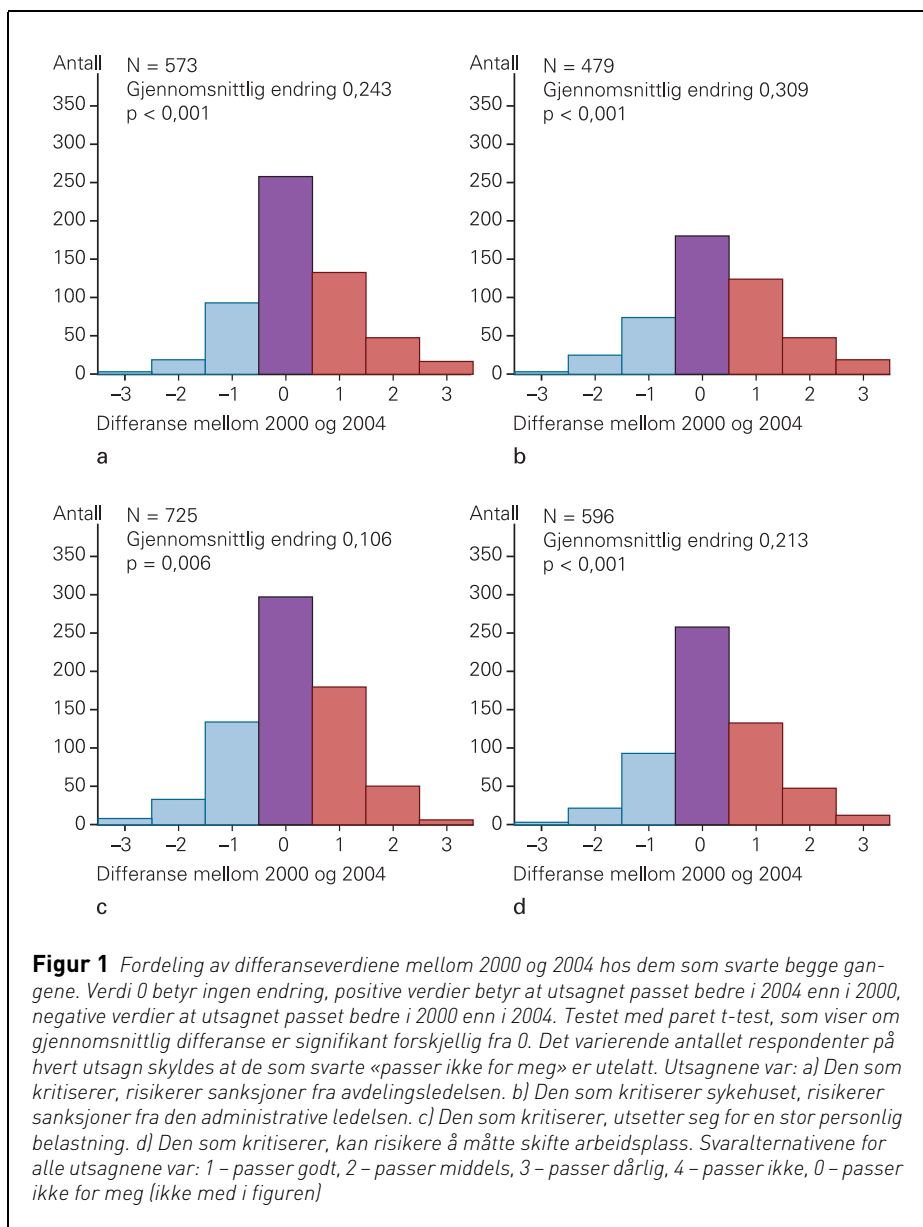 Antall
N = 573
Gjennomsnittlig endring 0,243
p < 0,001
350
300
250
200
150
100
50
0
–3 –2 –1 0 1 2 3
Differanse mellom 2000 og 2004
a
N = 479
Gjennomsnittlig endring 0,309
p < 0,001
Antall
350
300
250
200
150
100
50
0
–3 –2 –1 0 1 2 3
Differanse mellom 2000 og 2004
b
Antall
N = 725
Gjennomsnittlig endring 0,106
p = 0,006
350
300
250
200
150
100
50
0
–3 –2 –1 0 1 2 3
Differanse mellom 2000 og 2004
c
Antall
N = 596
Gjennomsnittlig endring 0,213
p < 0,001
350
300
250
200
150
100
50
0
–3 –2 –1 0 1 2 3
Differanse mellom 2000 og 2004
d
Figur 1 Fordeling av differanseverdiene mellom 2000 og 2004 hos dem som svarte begge gan-
gene. Verdi 0 betyr ingen endring, positive verdier betyr at utsagnet passet bedre i 2004 enn i 2000,
negative verdier at utsagnet passet bedre i 2000 enn i 2004. Testet med paret t-test, som viser om
gjennomsnittlig differanse er signifikant forskjellig fra 0. Det varierende antallet respondenter på
hvert utsagn skyldes at de som svarte «passer ikke for meg» er utelatt. Utsagnene var: a) Den som
kritiserer, risikerer sanksjoner fra avdelingsledelsen. b) Den som kritiserer sykehuset, risikerer
sanksjoner fra den administrative ledelsen. c) Den som kritiserer, utsetter seg for en stor personlig
belastning. d) Den som kritiserer, kan risikere å måtte skifte arbeidsplass. Svaralternativene for
alle utsagnene var: 1 – passer godt, 2 – passer middels, 3 – passer dårlig, 4 – passer ikke, 0 – passer
ikke for meg (ikke med i figuren)